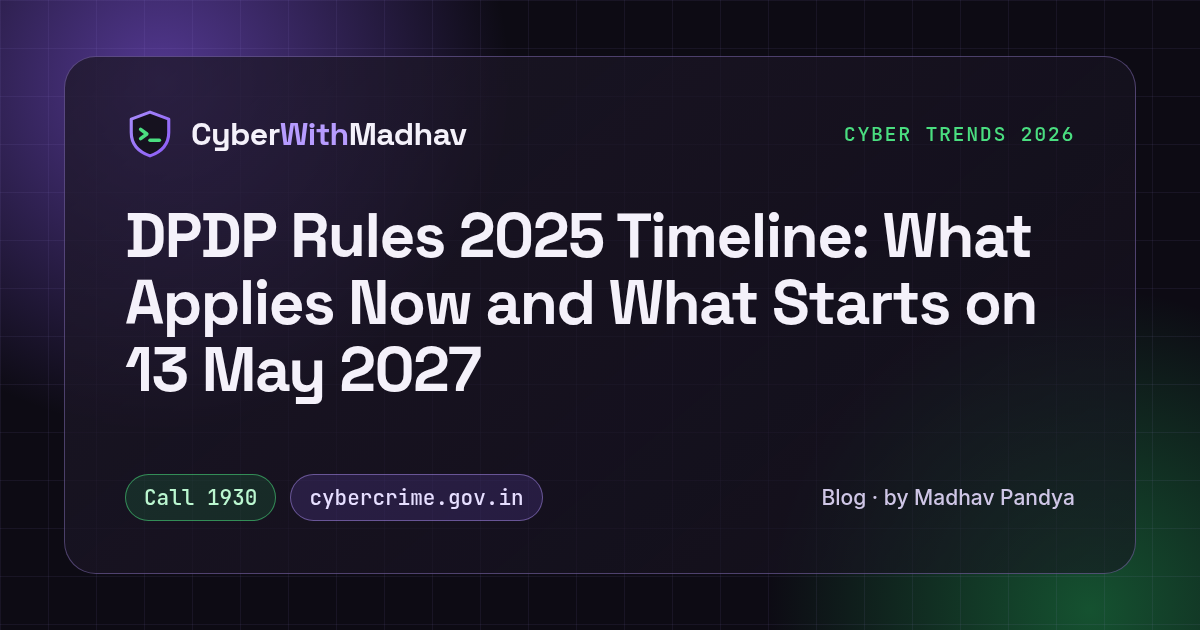 CyberWithMadhav
CYBER TRENDS 2026
DPDP Rules 2025 Timeline: What
Applies Now and What Starts on
13 May 2027
Call 1930
cybercrime.gov.in
Blog · by Madhav Pandya